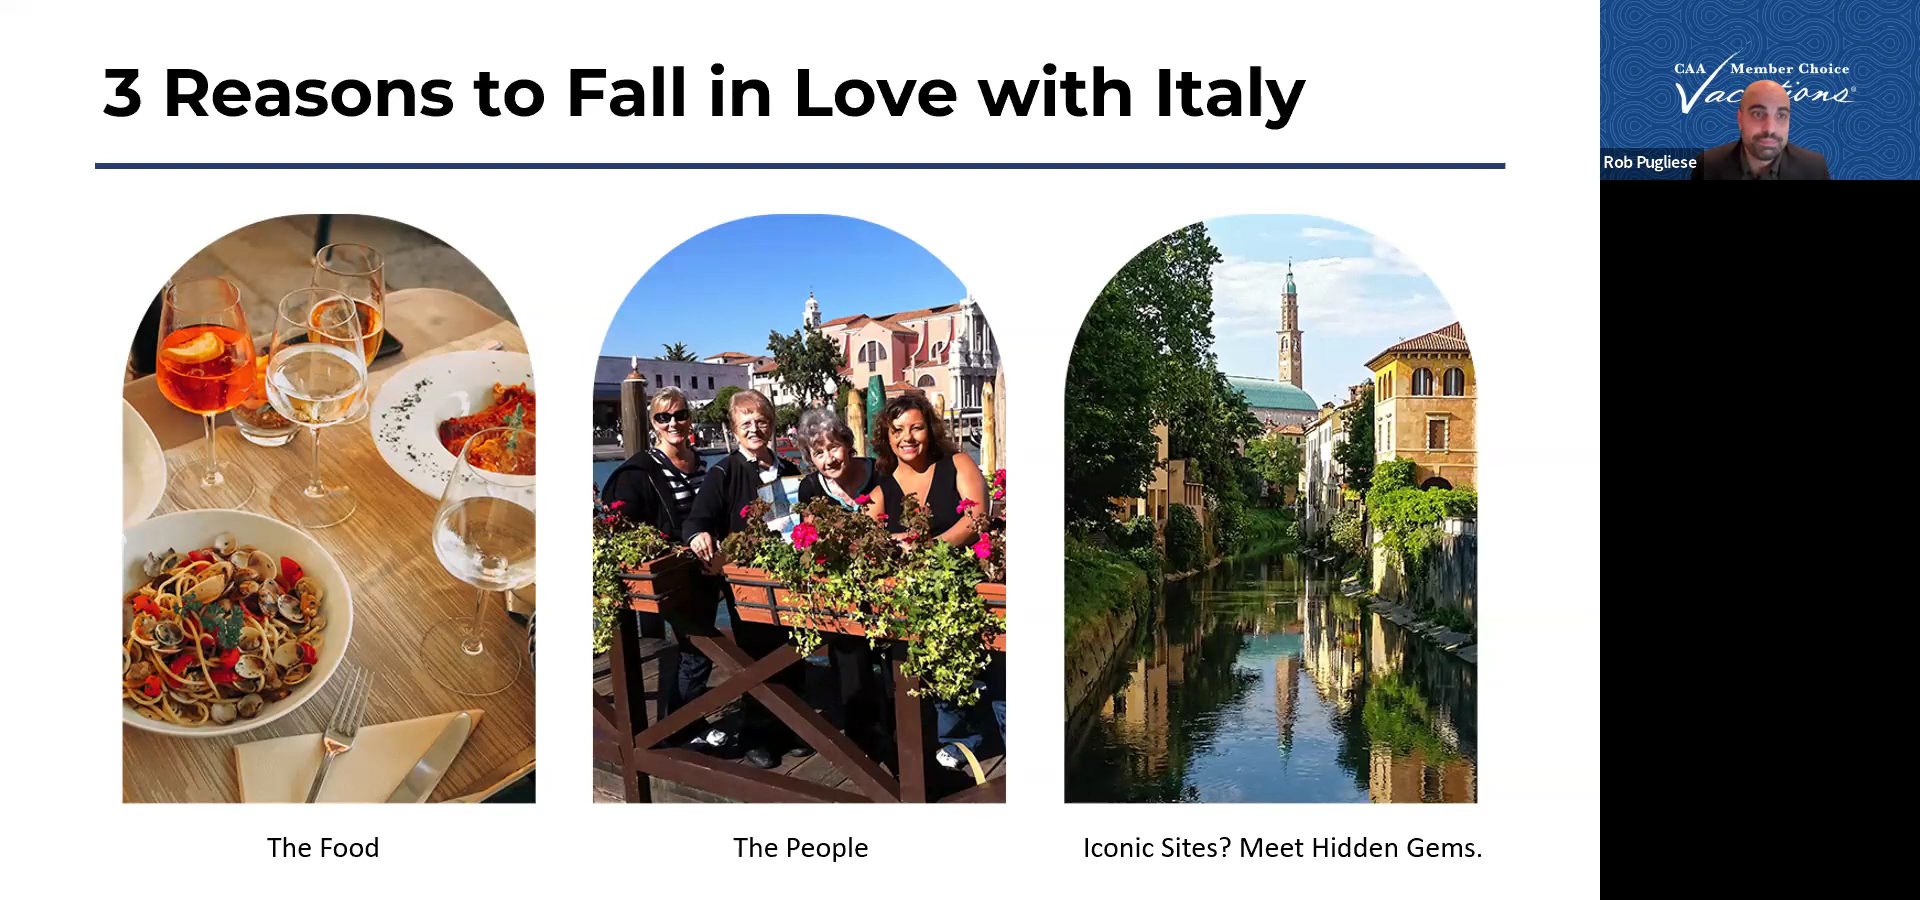 3 Reasons to Fall in Love with Italy
CAA Member Choice
Vacations®
Rob Pugliese
The Food
The People
Iconic Sites? Meet Hidden Gems.